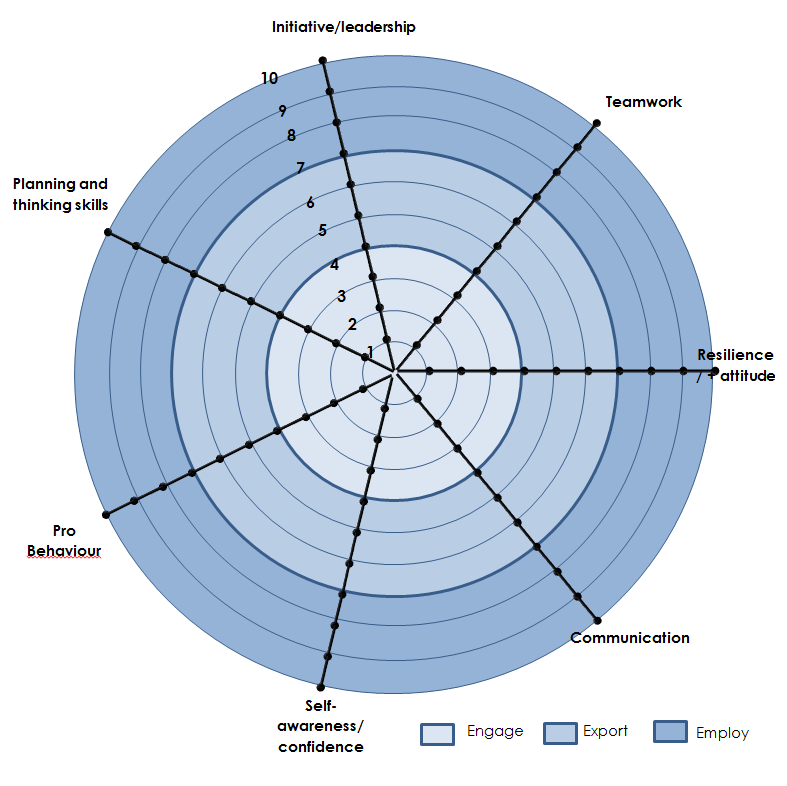 Initiative/leadership
10
9
8
7
6
5
4
3
2
1
Teamwork
Planning and
thinking skills
Resilience
/ + attitude
Pro
Behaviour
Communication
Self-
awareness/
confidence
Engage
Export
Employ